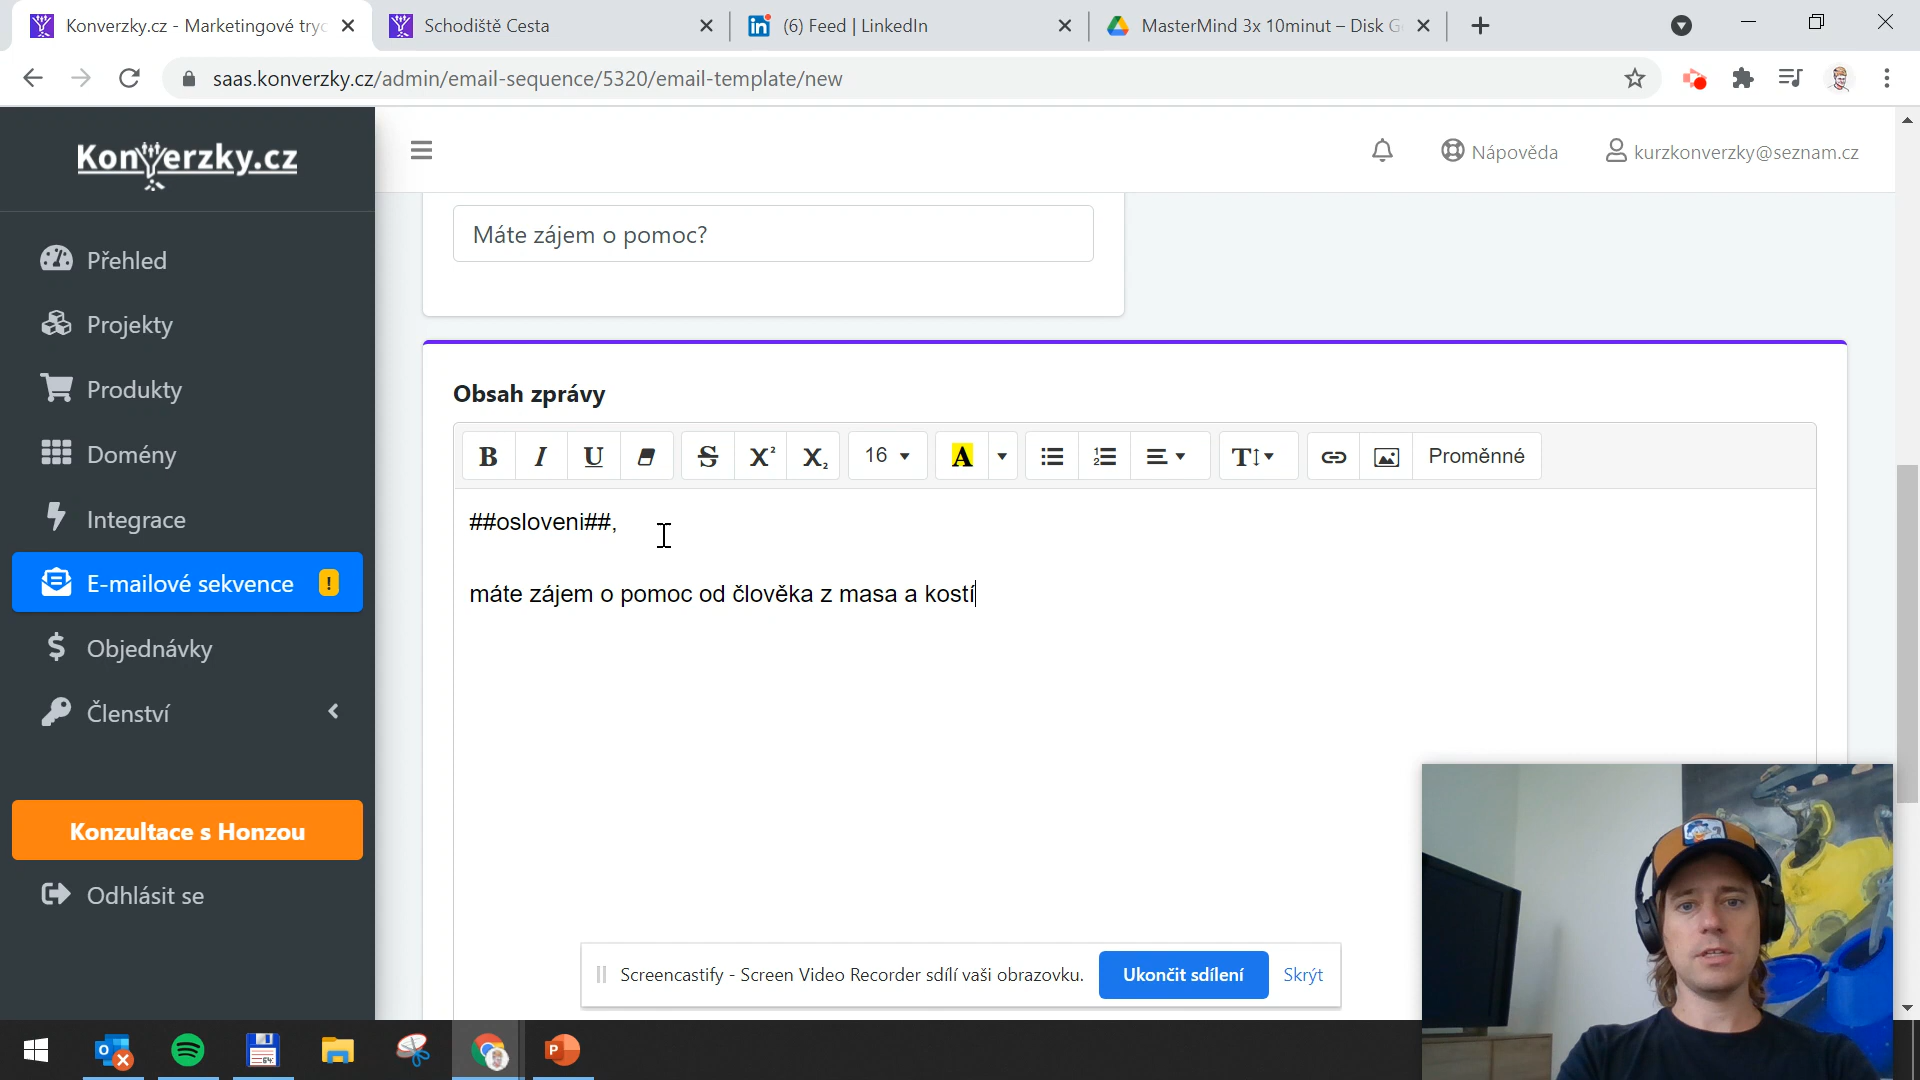 Konverzky.cz - Marketingové tryc
Schodiště Cesta
(6) Feed | LinkedIn
MasterMind 3x 10minut – Disk G
saas.konverzky.cz/admin/email-sequence/5320/email-template/new
Konverzky.cz
Nápověda
kurzkonverzky@seznam.cz
Přehled
Projekty
Produkty
Domény
Integrace
E-mailové sekvence !
Objednávky
Členství
Konzultace s Honzou
Odhlásit se
Máte zájem o pomoc?
Obsah zprávy
B I U S X² X₂ 16 A T Proměnné
##osloveni##,
máte zájem o pomoc od člověka z masa a kostí
Screencastify - Screen Video Recorder sdílí vaši obrazovku.
Ukončit sdílení
Skrýt